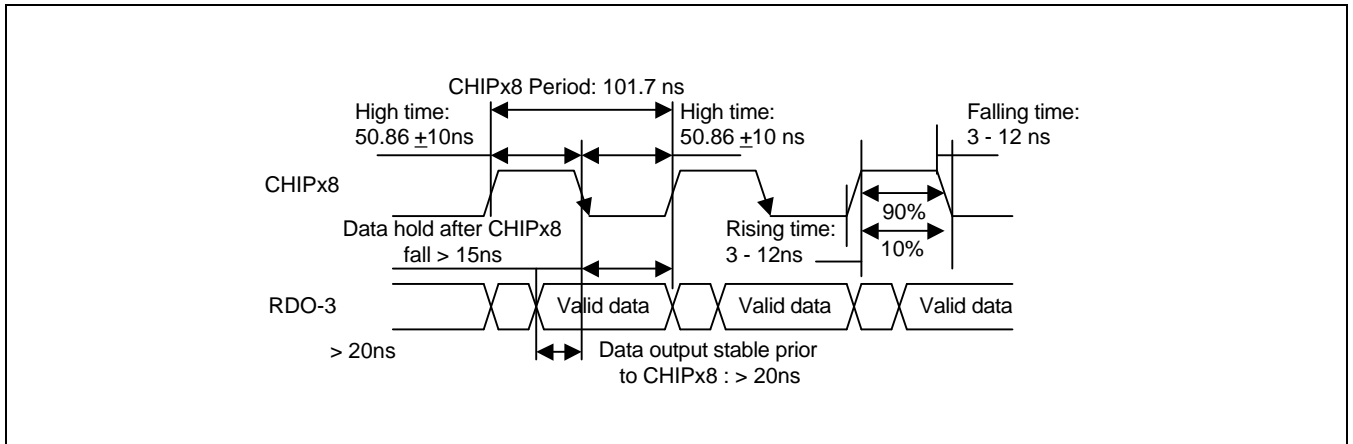 CHIPx8 Period: 101.7 ns
High time:
50.86 ±10ns
High time:
50.86 ±10 ns
Falling time:
3 - 12 ns
CHIPx8
90%
10%
Data hold after CHIPx8
fall > 15ns
Rising time:
3 - 12ns
RDO-3
Valid data
Valid data
Valid data
> 20ns
Data output stable prior
to CHIPx8 : > 20ns